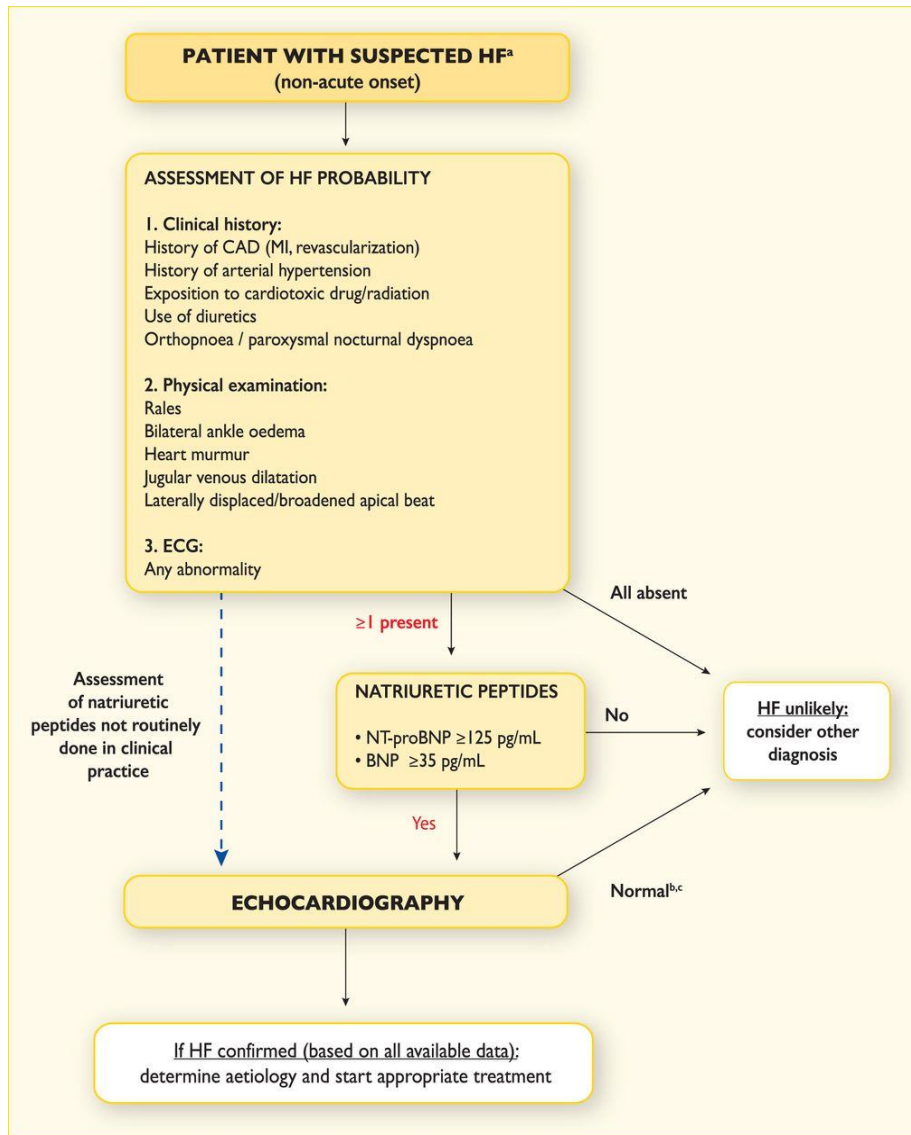 PATIENT WITH SUSPECTED HFᵃ
(non-acute onset)
ASSESSMENT OF HF PROBABILITY
1. Clinical history:
History of CAD (MI, revascularization)
History of arterial hypertension
Exposition to cardiotoxic drug/radiation
Use of diuretics
Orthopnoea / paroxysmal nocturnal dyspnoea
2. Physical examination:
Rales
Bilateral ankle oedema
Heart murmur
Jugular venous dilatation
Laterally displaced/broadened apical beat
3. ECG:
Any abnormality
All absent
≥1 present
Assessment
of natriuretic
peptides not routinely
done in clinical
practice
NATRIURETIC PEPTIDES
• NT-proBNP ≥125 pg/mL
• BNP ≥35 pg/mL
No
HF unlikely:
consider other
diagnosis
Yes
Normalᵇ,ᶜ
ECHOCARDIOGRAPHY
If HF confirmed (based on all available data):
determine aetiology and start appropriate treatment